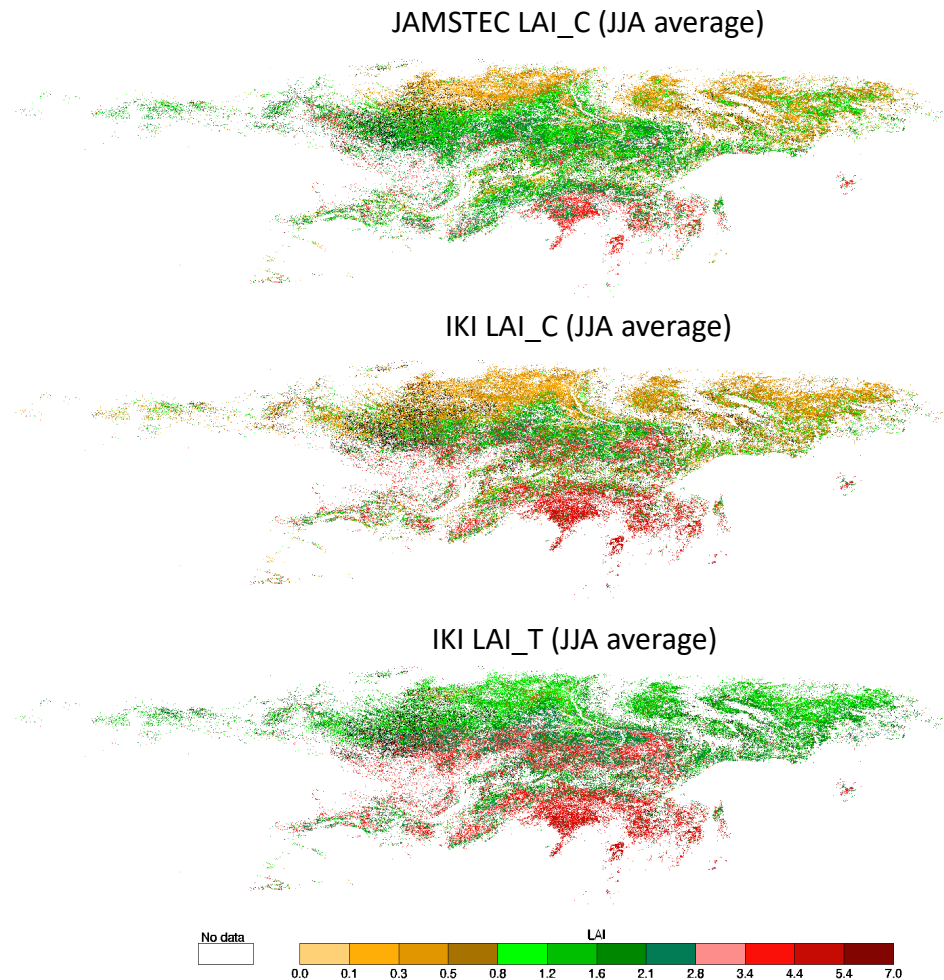 JAMSTEC LAI_C (JJA average)
IKI LAI_C (JJA average)
IKI LAI_T (JJA average)
No data
LAI
0.0 0.1 0.3 0.5 0.8 1.2 1.6 2.1 2.8 3.4 4.4 5.4 7.0